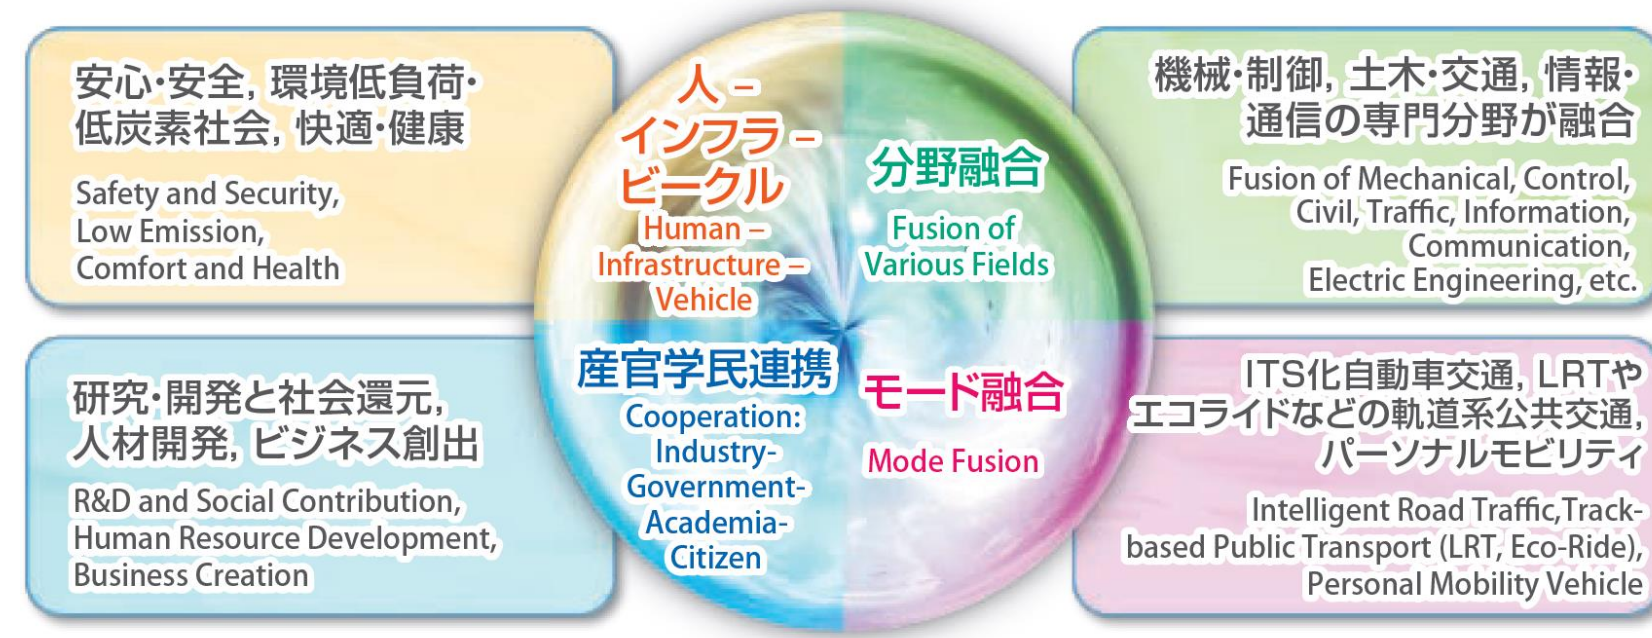 安心・安全, 環境低負荷・
低炭素社会, 快適・健康
Safety and Security,
Low Emission,
Comfort and Health
人 –
インフラ –
ビークル
Human –
Infrastructure –
Vehicle
分野融合
Fusion of
Various Fields
機械・制御, 土木・交通, 情報・
通信の専門分野が融合
Fusion of Mechanical, Control,
Civil, Traffic, Information,
Communication,
Electric Engineering, etc.
研究・開発と社会還元,
人材開発, ビジネス創出
R&D and Social Contribution,
Human Resource Development,
Business Creation
産官学民連携
Cooperation:
Industry-
Government-
Academia-
Citizen
モード融合
Mode Fusion
ITS化自動車交通, LRTや
エコライドなどの軌道系公共交通,
パーソナルモビリティ
Intelligent Road Traffic,Track-
based Public Transport (LRT, Eco-Ride),
Personal Mobility Vehicle